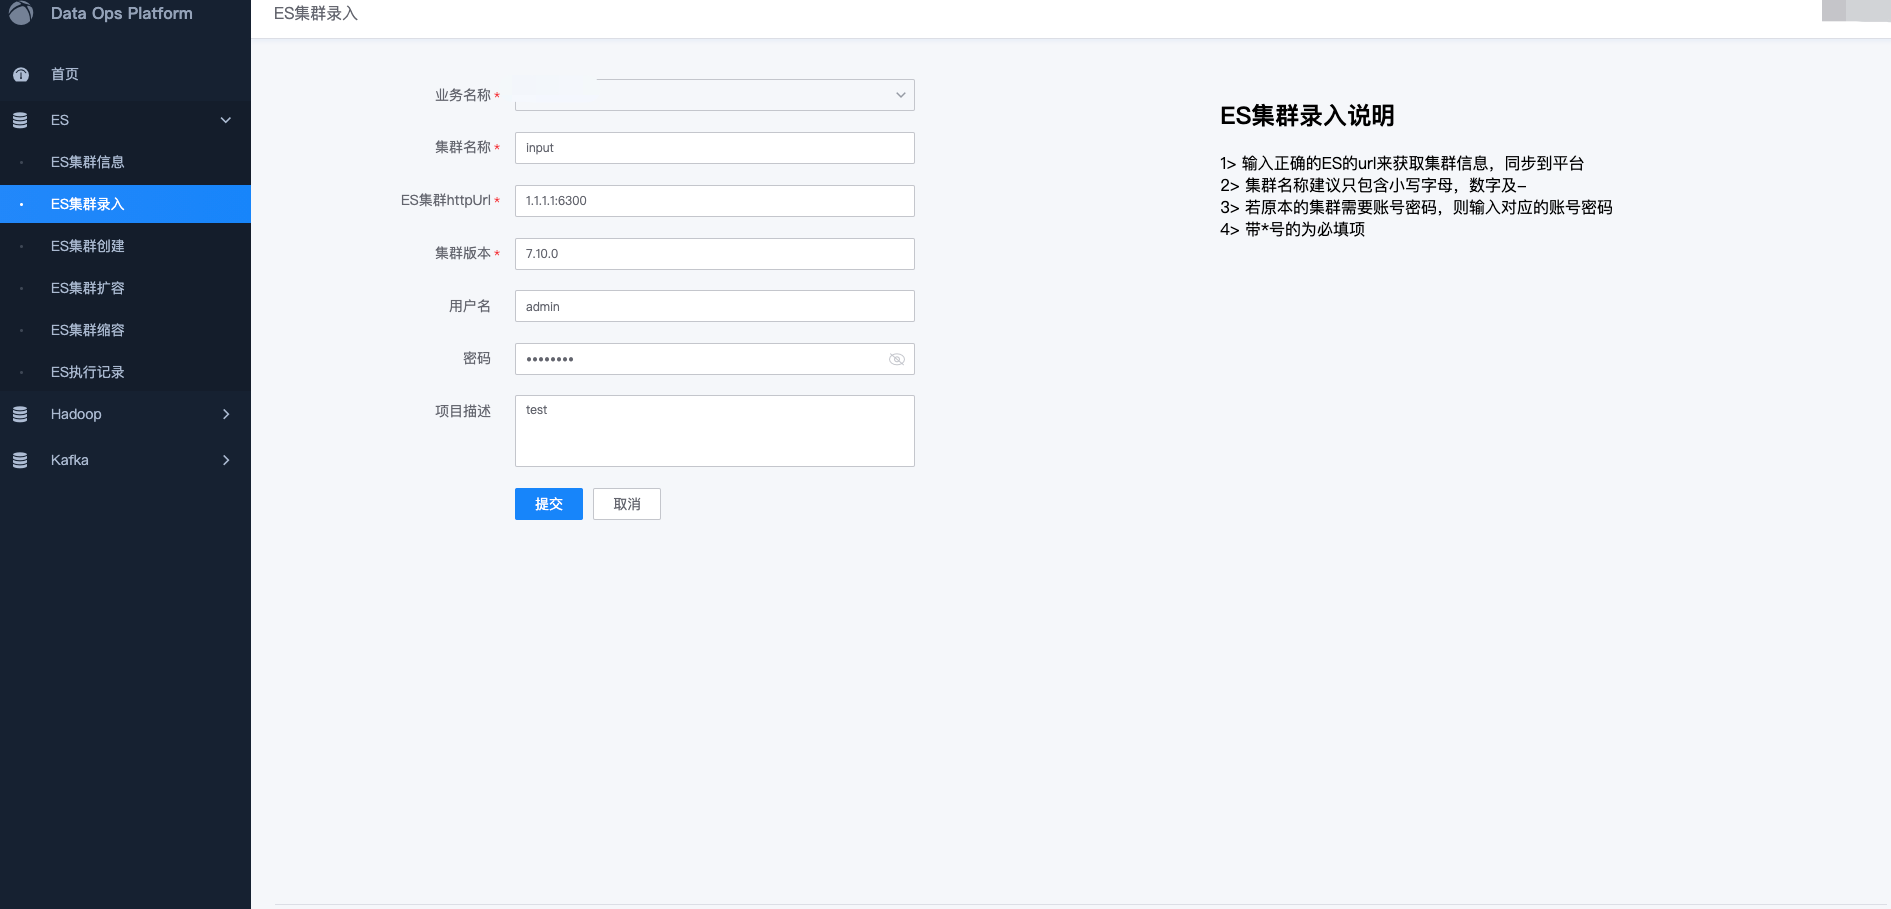 Data Ops Platform
ES集群录入
首页
ES
ES集群信息
ES集群录入
ES集群创建
ES集群扩容
ES集群缩容
ES执行记录
Hadoop
Kafka
业务名称*
集群名称*
input
ES集群httpUrl*
1.1.1.1:6300
集群版本*
7.10.0
用户名
admin
密码
••••••••
项目描述
test
提交
取消
ES集群录入说明
1> 输入正确的ES的url来获取集群信息，同步到平台
2> 集群名称建议只包含小写字母，数字及-
3> 若原本的集群需要账号密码，则输入对应的账号密码
4> 带*号的为必填项